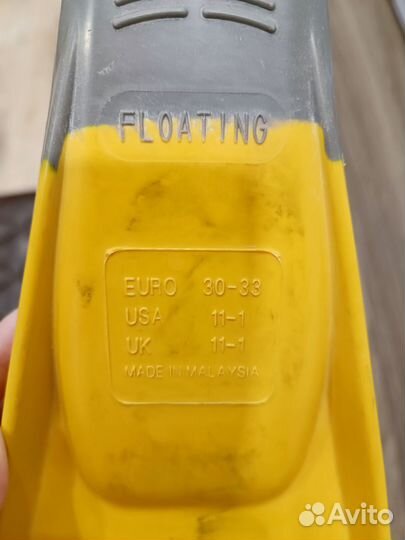 FLOATING
EURO 30-33
USA 11-1
UK 11-1
MADE IN MALAYSIA
Avito